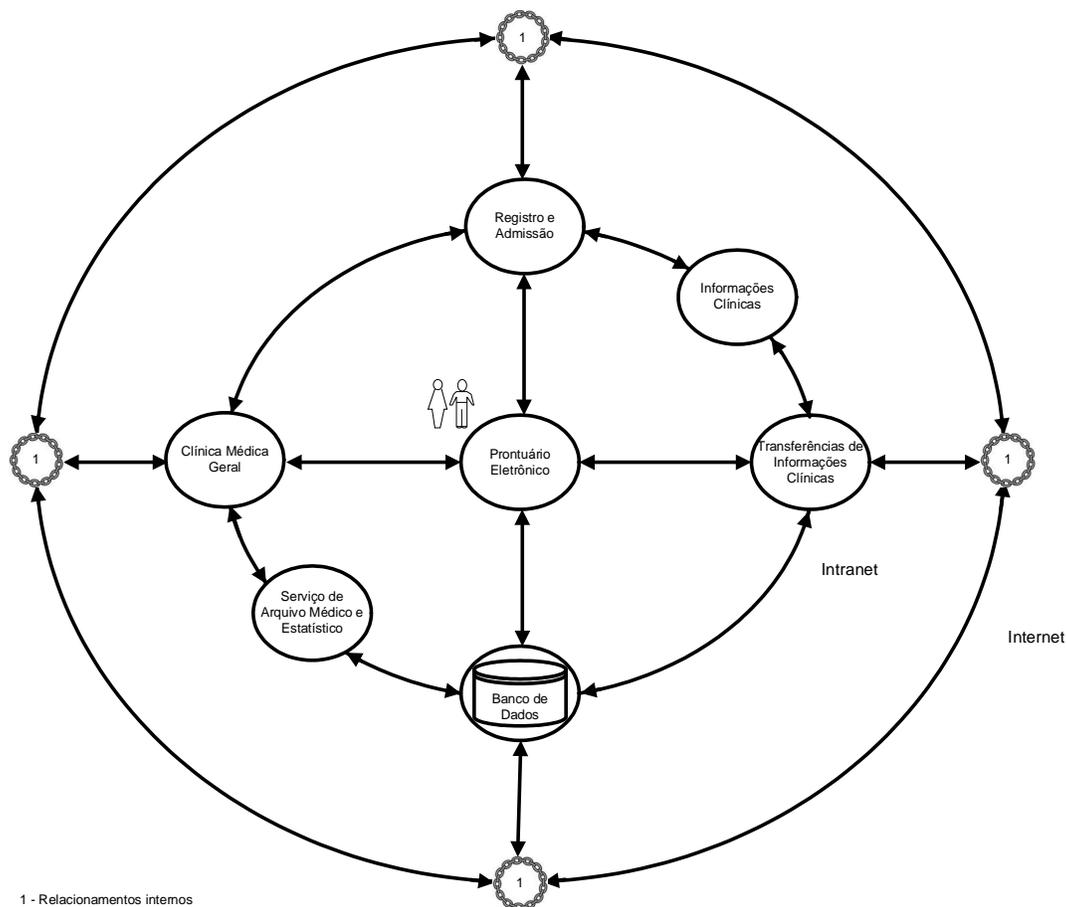 1
Registro e
Admissão
Informações
Clínicas
1
Clínica Médica
Geral
Prontuário
Eletrônico
Transferências de
Informações
Clínicas
1
Intranet
Serviço de
Arquivo Médico e
Estatístico
Internet
Banco de
Dados
1
1 - Relacionamentos internos